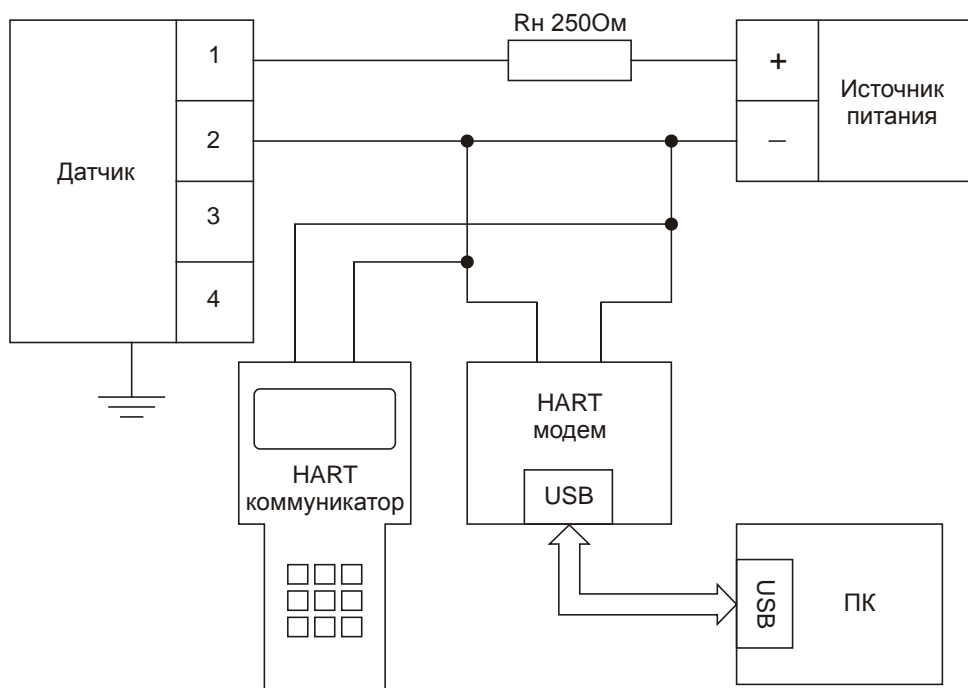 Rн 250Ом
1
2
3
4
Датчик
+
–
Источник
питания
HART
коммуникатор
HART
модем
USB
USB
ПК